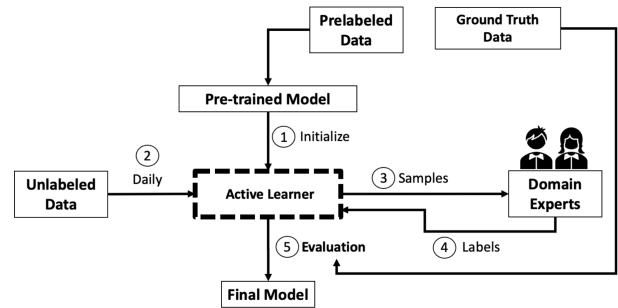 Prelabeled
Data
Ground Truth
Data
Pre-trained Model
1 Initialize
2
Daily
Unlabeled
Data
Active Learner
3 Samples
Domain
Experts
4 Labels
5 Evaluation
Final Model